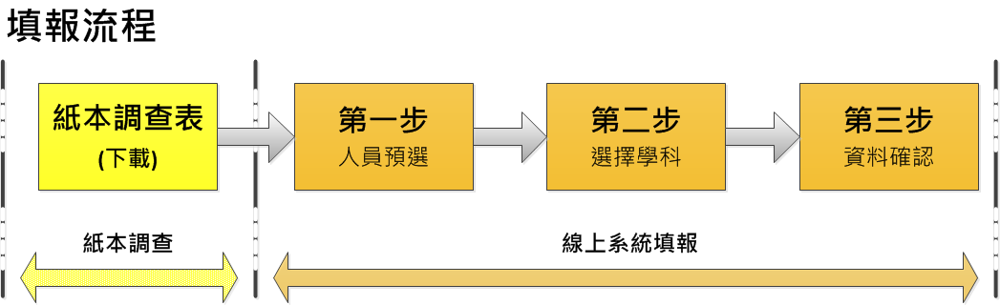 填報流程
紙本調查表
(下載)
第一步
人員預選
第二步
選擇學科
第三步
資料確認
紙本調查
線上系統填報